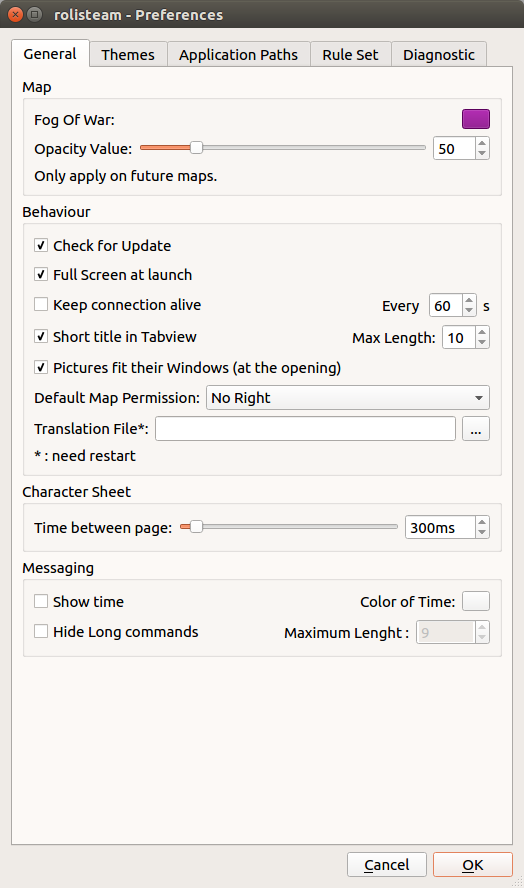 rolisteam - Preferences
General Themes Application Paths Rule Set Diagnostic
Map
Fog Of War:
Opacity Value: 50
Only apply on future maps.
Behaviour
Check for Update
Full Screen at launch
Keep connection alive Every 60 s
Short title in Tabview Max Length: 10
Pictures fit their Windows (at the opening)
Default Map Permission: No Right
Translation File*: ...
* : need restart
Character Sheet
Time between page: 300ms
Messaging
Show time Color of Time:
Hide Long commands Maximum Lenght : 9
Cancel OK